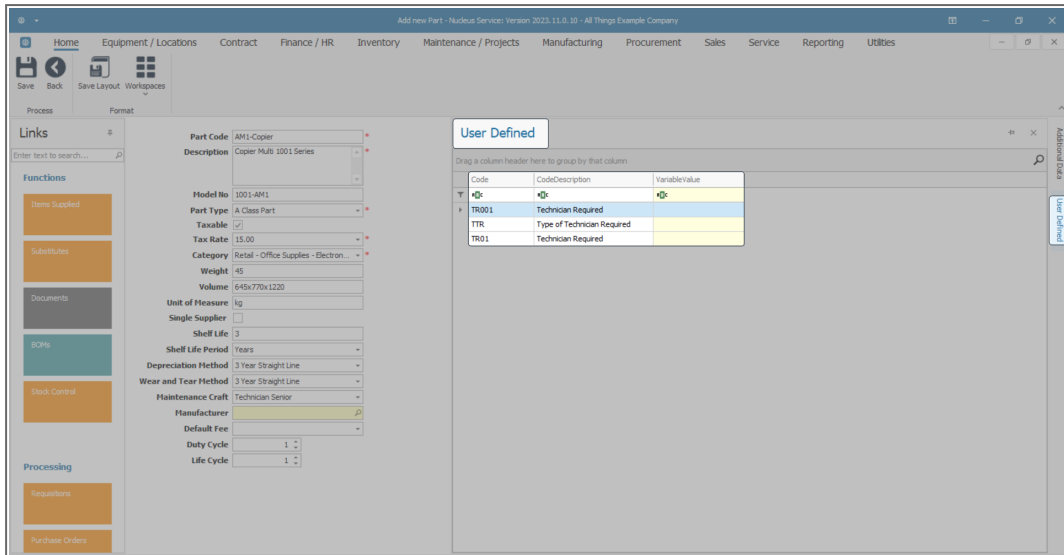 Add new Part - Nucleus Service: Version 2023.11.0.10 - All Things Example Company
Home Equipment / Locations Contract Finance / HR Inventory Maintenance / Projects Manufacturing Procurement Sales Service Reporting Utilities
Save Back Save Layout Workspaces
Process Format
Links
Enter text to search...
Functions
Items Supplied
Substitutes
Documents
BOMs
Stock Control
Processing
Requisitions
Purchase Orders
Part Code AM1-Copier *
Description Copier Multi 1001 Series *
Model No 1001-AM1
Part Type A Class Part *
Taxable
Tax Rate 15.00 *
Category Retail - Office Supplies - Electron... *
Weight 45
Volume 645x770x1220
Unit of Measure kg
Single Supplier
Shelf Life 3
Shelf Life Period Years
Depreciation Method 3 Year Straight Line
Wear and Tear Method 3 Year Straight Line
Maintenance Craft Technician Senior
Manufacturer
Default Fee
Duty Cycle 1
Life Cycle 1
User Defined
Drag a column header here to group by that column
Code CodeDescription VariableValue
TR001 Technician Required
TTR Type of Technician Required
TR01 Technician Required
Additional Data
User Defined